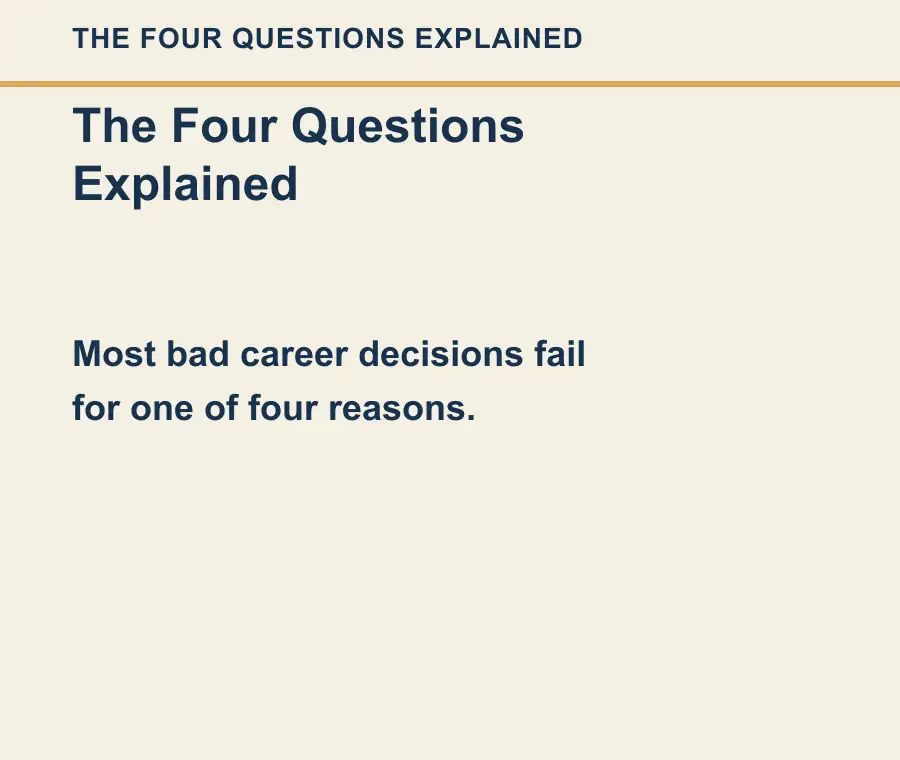 THE FOUR QUESTIONS EXPLAINED
The Four Questions
Explained
Most bad career decisions fail
for one of four reasons.